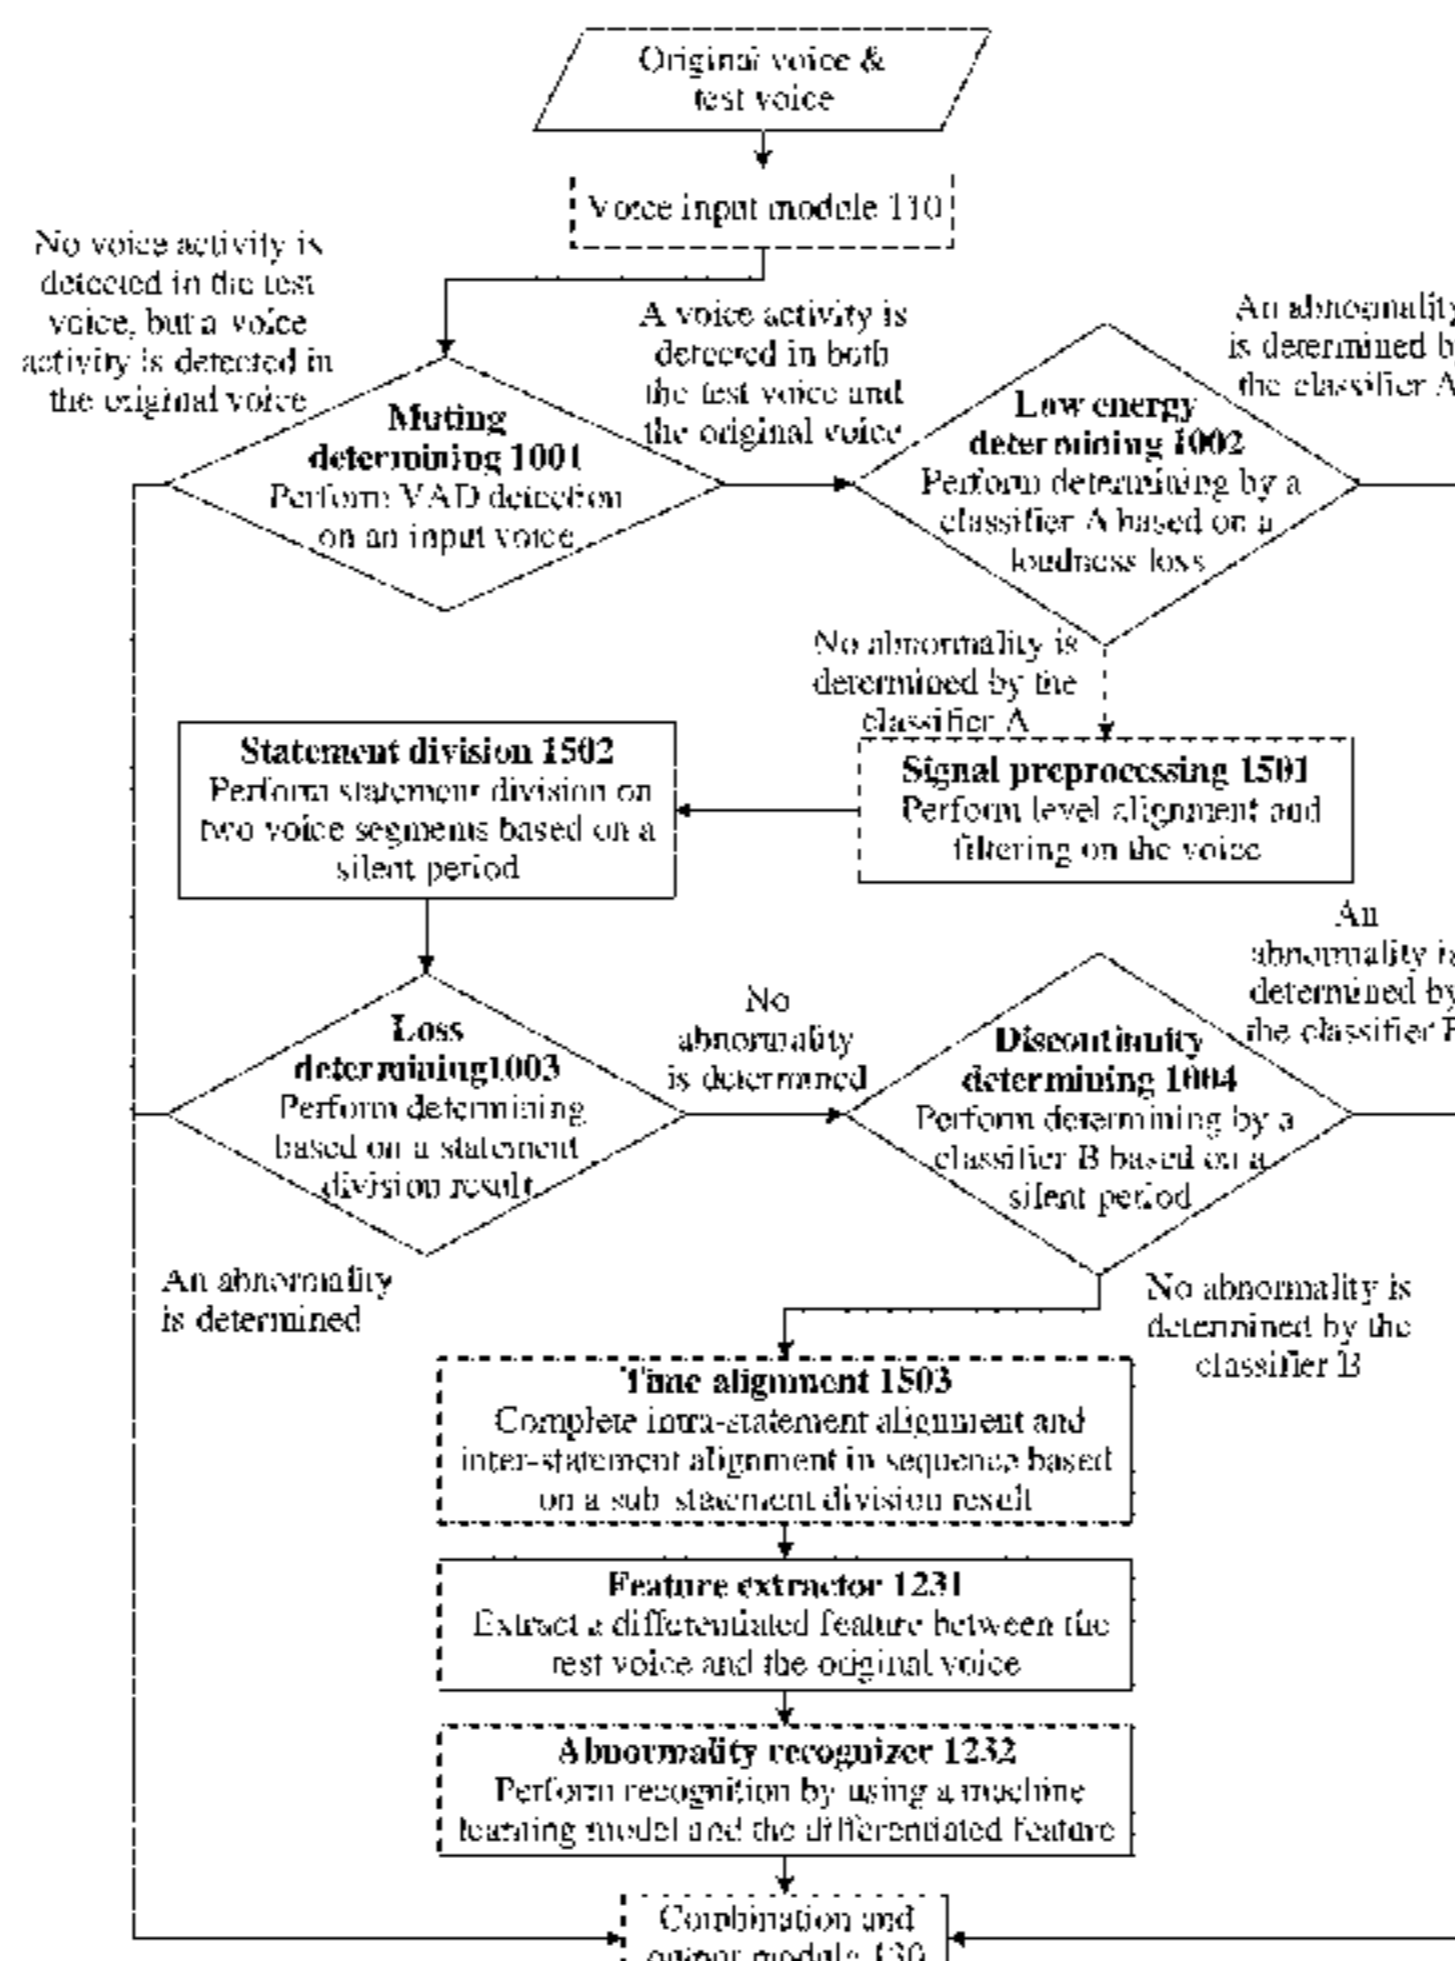 Original voice &
test voice
Voice input module 110
No voice activity is
detected in the test
voice, but a voice
activity is detected in
the original voice
A voice activity is
detected in both
the test voice and
the original voice
An abnormality
is determined b
the classifier A
Muting
determining 1001
Perform VAD detection
on an input voice
Low energy
determining 1002
Perform determining by a
classifier A based on a
loudness loss
No abnormality is
determined by the
classifier A
Statement division 1502
Perform statement division on
two voice segments based on a
silent period
Signal preprocessing 1501
Perform level alignment and
filtering on the voice
An
abnormality is
determined by
the classifier
Loss
determining1003
Perform determining
based on a statement
division result
No
abnormality
is determined
Discontinuity
determining 1004
Perform determining by a
classifier B based on a
silent period
An abnormality
is determined
No abnormality is
determined by the
classifier B
Time alignment 1503
Complete intra-statement alignment and
inter-statement alignment in sequence based
on a sub-statement division result
Feature extractor 1231
Extract a differentiated feature between the
test voice and the original voice
Abnormality recognizer 1232
Perform recognition by using a machine
learning model and the differentiated feature
Combination and
output module 130